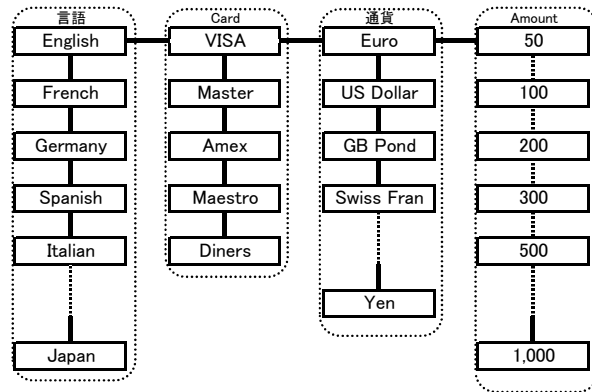 言語
English
French
Germany
Spanish
Italian
Japan
Card
VISA
Master
Amex
Maestro
Diners
通貨
Euro
US Dollar
GB Pond
Swiss Fran
Yen
Amount
50
100
200
300
500
1,000